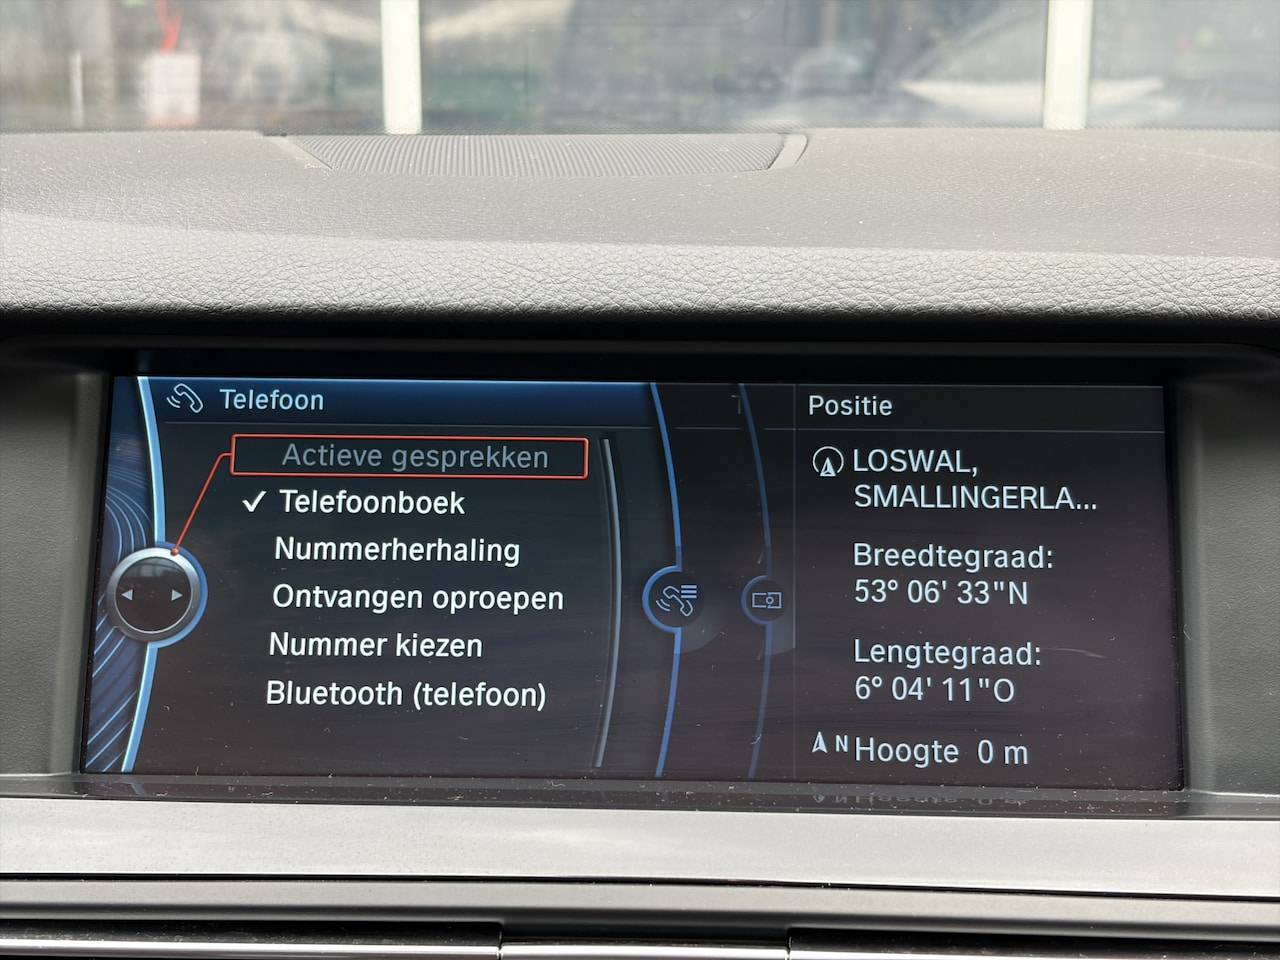 Telefoon
Actieve gesprekken
✓ Telefoonboek
Nummerherhaling
Ontvangen oproepen
Nummer kiezen
Bluetooth (telefoon)
Positie
LOSWAL,
SMALLINGERLA...
Breedtegraad:
53° 06' 33"N
Lengtegraad:
6° 04' 11"O
N Hoogte 0 m